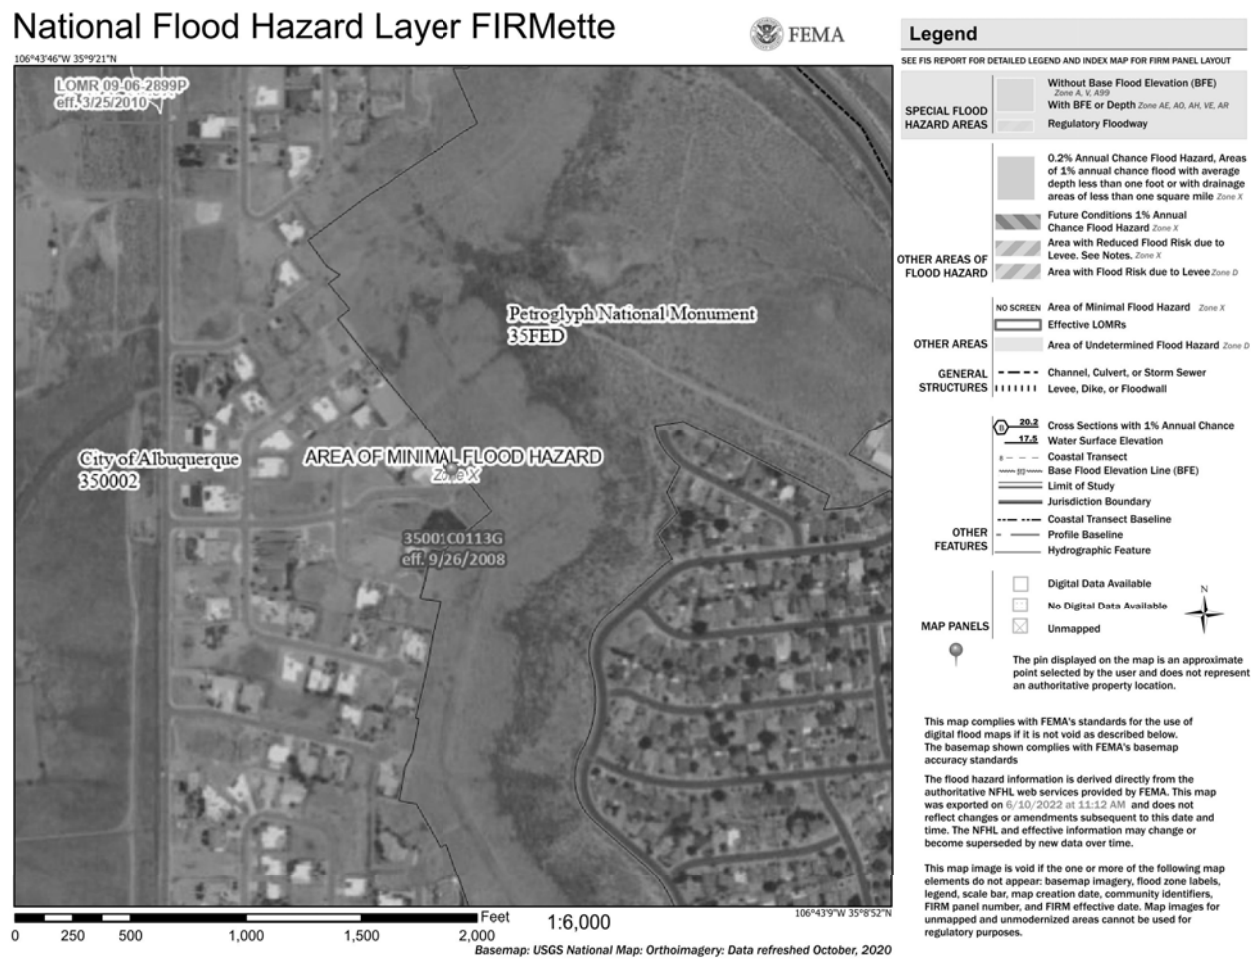 National Flood Hazard Layer FIRMette
FEMA
106°43'46"W 35°9'21"N
LOMR 09-06-2899P
eff. 3/25/2010
Petroglyph National Monument
35FED
City of Albuquerque
350002
AREA OF MINIMAL FLOOD HAZARD
Zone X
35001C0113G
eff. 9/26/2008
106°43'9"W 35°8'52"N
0 250 500 1,000 1,500 2,000
Feet
1:6,000
Basemap: USGS National Map: Orthoimagery: Data refreshed October, 2020
Legend
SEE FIS REPORT FOR DETAILED LEGEND AND INDEX MAP FOR FIRM PANEL LAYOUT
SPECIAL FLOOD
HAZARD AREAS
Without Base Flood Elevation (BFE)
Zone A, V, A99
With BFE or Depth Zone AE, AO, AH, VE, AR
Regulatory Floodway
OTHER AREAS OF
FLOOD HAZARD
0.2% Annual Chance Flood Hazard, Areas
of 1% annual chance flood with average
depth less than one foot or with drainage
areas of less than one square mile Zone X
Future Conditions 1% Annual
Chance Flood Hazard Zone X
Area with Reduced Flood Risk due to
Levee. See Notes. Zone X
Area with Flood Risk due to Levee Zone D
OTHER AREAS
NO SCREEN Area of Minimal Flood Hazard Zone X
Effective LOMRs
Area of Undetermined Flood Hazard Zone D
GENERAL
STRUCTURES
Channel, Culvert, or Storm Sewer
Levee, Dike, or Floodwall
OTHER
FEATURES
B 20.2 Cross Sections with 1% Annual Chance
17.5 Water Surface Elevation
8 Coastal Transect
513 Base Flood Elevation Line (BFE)
Limit of Study
Jurisdiction Boundary
Coastal Transect Baseline
Profile Baseline
Hydrographic Feature
MAP PANELS
Digital Data Available
No Digital Data Available
Unmapped
N
The pin displayed on the map is an approximate
point selected by the user and does not represent
an authoritative property location.
This map complies with FEMA's standards for the use of
digital flood maps if it is not void as described below.
The basemap shown complies with FEMA's basemap
accuracy standards
The flood hazard information is derived directly from the
authoritative NFHL web services provided by FEMA. This map
was exported on 6/10/2022 at 11:12 AM and does not
reflect changes or amendments subsequent to this date and
time. The NFHL and effective information may change or
become superseded by new data over time.
This map image is void if the one or more of the following map
elements do not appear: basemap imagery, flood zone labels,
legend, scale bar, map creation date, community identifiers,
FIRM panel number, and FIRM effective date. Map images for
unmapped and unmodernized areas cannot be used for
regulatory purposes.